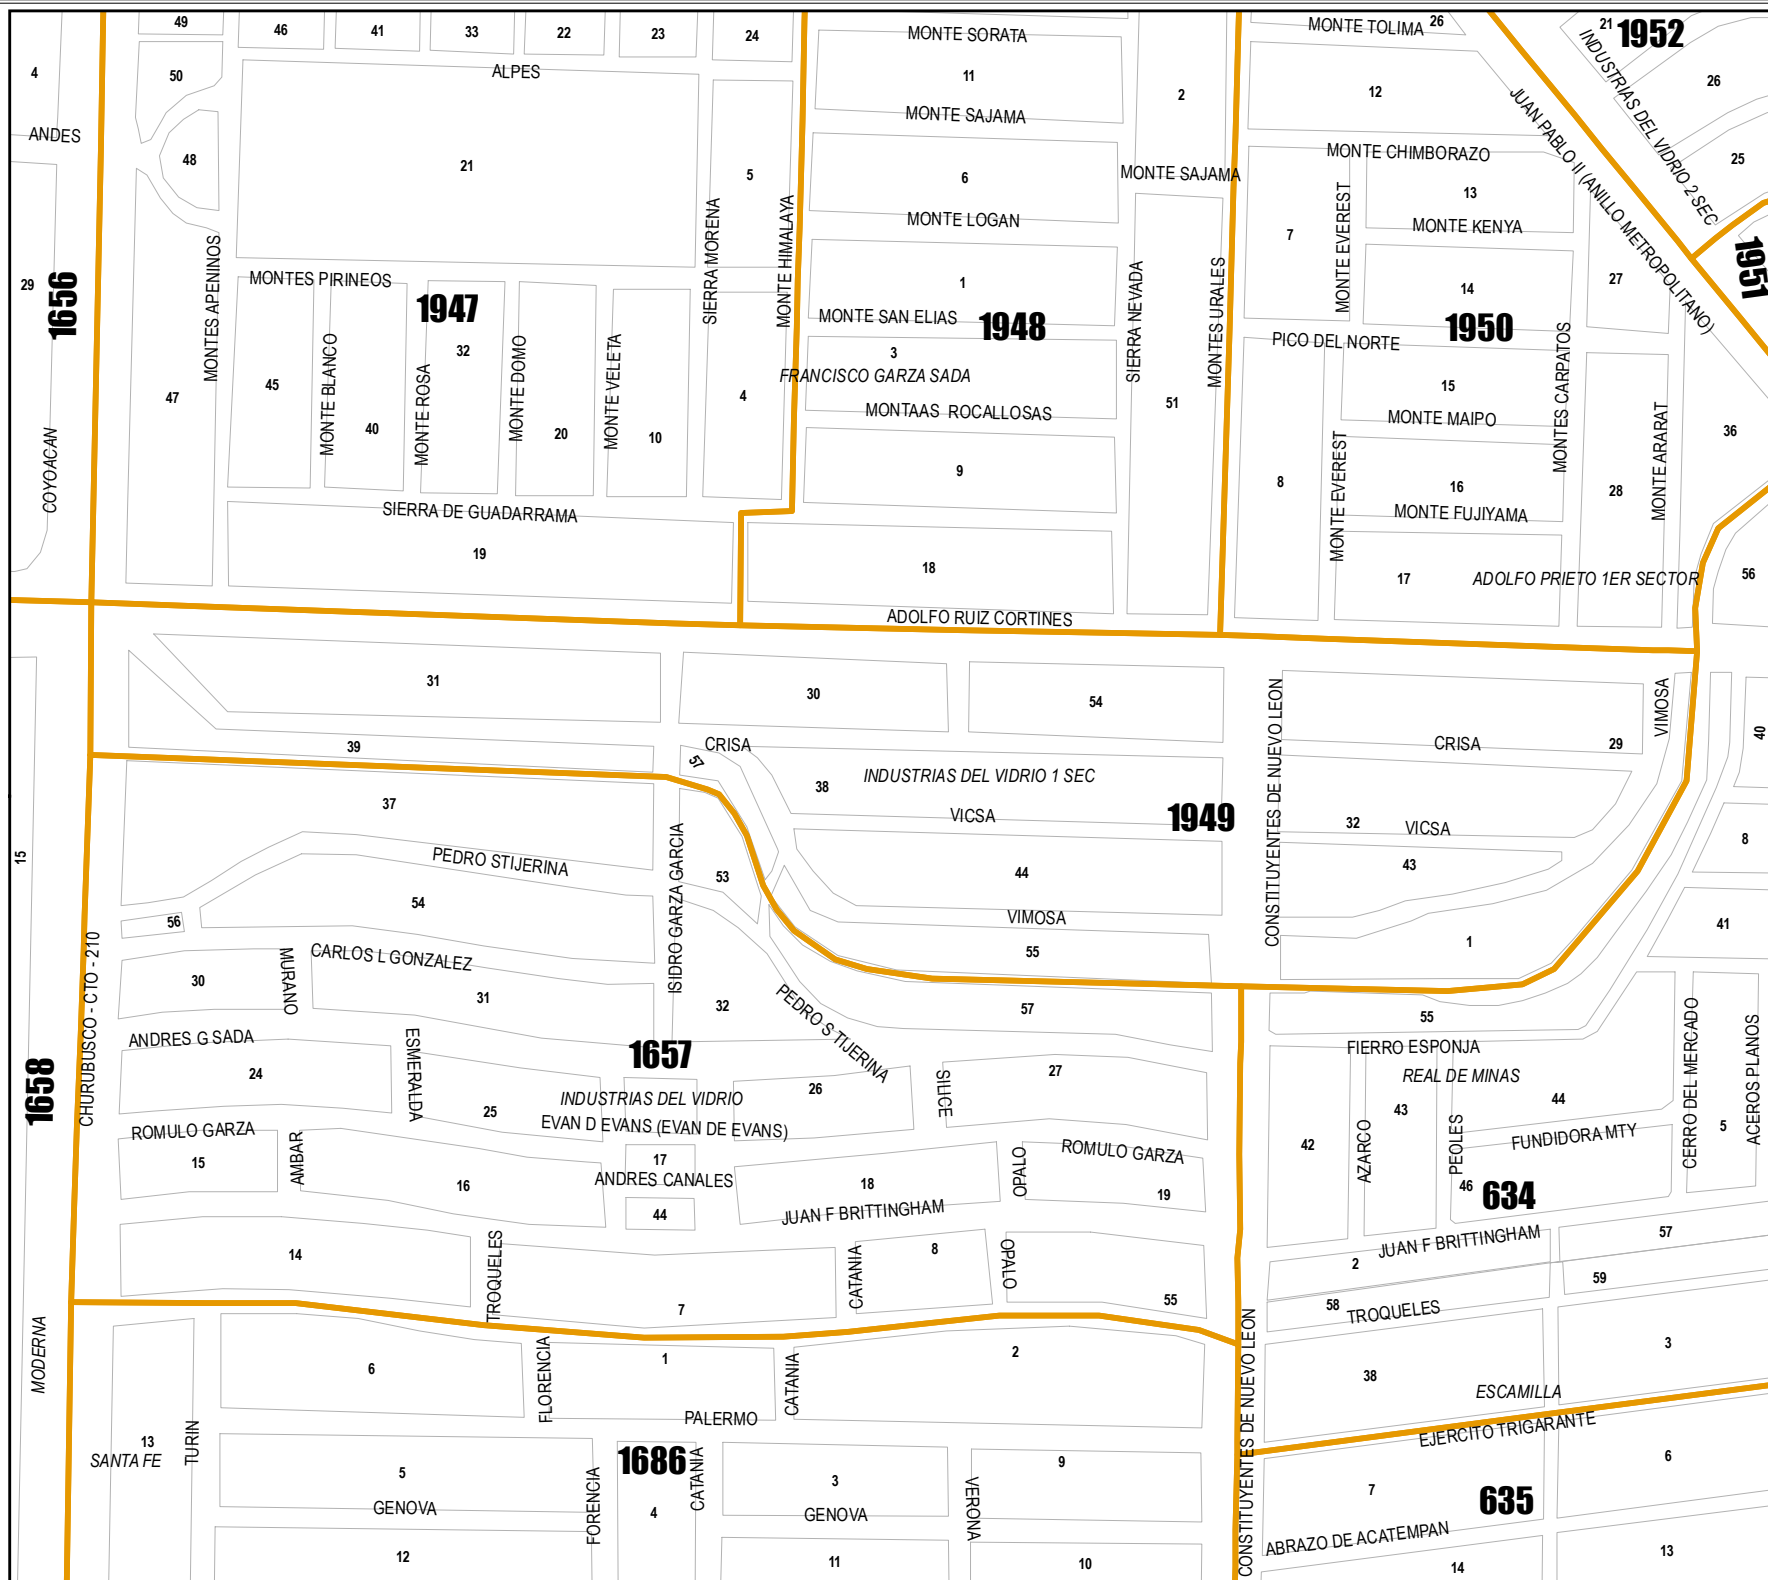 49
46
41
33
22
23
24
MONTE SORATA
MONTE TOLIMA
26
21
1952
4
50
ALPES
11
2
12
INDUSTRIAS DEL VIDRIO 2 SEC
26
ANDES
48
21
5
MONTE SAJAMA
MONTE SAJAMA
6
MONTE LOGAN
MONTE CHIMBORAZO
JUAN PABLO II (ANILLO METROPOLITANO)
25
13
MONTE KENYA
7
MONTE EVEREST
29
1656
MONTES APENINOS
MONTES PIRINEOS
1947
SIERRA MORENA
MONTE HIMALAYA
1
MONTE SAN ELIAS
1948
SIERRA NEVADA
MONTES URALES
14
1950
27
1951
PICO DEL NORTE
47
45
MONTE BLANCO
40
MONTE ROSA
32
MONTE DOMO
20
MONTE VELETA
10
4
3
FRANCISCO GARZA SADA
MONTAAS ROCALLOSAS
51
15
MONTE MAIPO
MONTES CARPATOS
MONTE ARARAT
36
COYOACAN
9
8
MONTE EVEREST
16
MONTE FUJIYAMA
28
SIERRA DE GUADARRAMA
19
18
17
ADOLFO PRIETO 1ER SECTOR
56
ADOLFO RUIZ CORTINES
31
30
54
CONSTITUYENTES DE NUEVO LEON
VIMOSA
39
CRISA
57
38
INDUSTRIAS DEL VIDRIO 1 SEC
CRISA
29
40
37
VICSA
1949
32
VICSA
15
PEDRO STIJERINA
ISIDRO GARZA GARCIA
53
44
43
8
54
56
VIMOSA
41
CHURUBUSCO - CTO - 210
MURANO
CARLOS L GONZALEZ
55
1
30
31
32
PEDRO S TIJERINA
57
55
CERRO DEL MERCADO
ACEROS PLANOS
ANDRES G SADA
ESMERALDA
1657
FIERRO ESPONJA
REAL DE MINAS
1658
24
25
INDUSTRIAS DEL VIDRIO
26
SILICE
27
43
44
5
ROMULO GARZA
EVAN D EVANS (EVAN DE EVANS)
42
AZARCO
PEOLES
FUNDIDORA MTY
15
AMBAR
16
17
ANDRES CANALES
18
OPALO
ROMULO GARZA
19
46
634
44
JUAN F BRITTINGHAM
JUAN F BRITTINGHAM
57
14
TROQUELES
7
CATANIA
8
OPALO
55
2
59
58
TROQUELES
MODERNA
6
FLORENCIA
1
CATANIA
2
CONSTITUYENTES DE NUEVO LEON
38
3
ESCAMILLA
PALERMO
EJERCITO TRIGARANTE
13
SANTA FE
TURIN
5
GENOVA
FORENCIA
1686
4
CATANIA
3
GENOVA
VERONA
9
7
635
6
ABRAZO DE ACATEMPAN
12
11
10
14
13